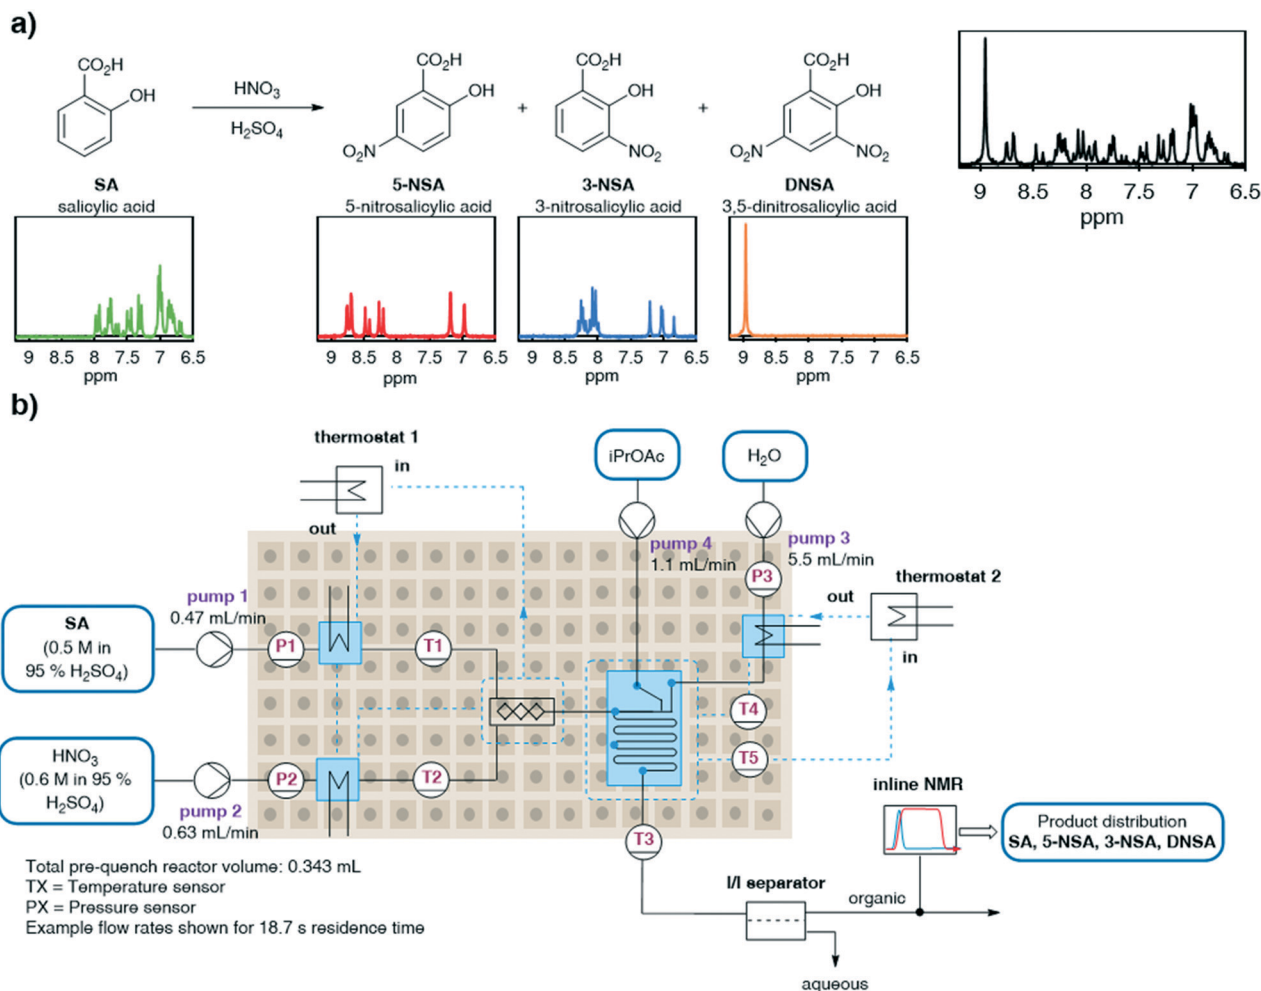 a)
CO₂H
OH
HNO₃
H₂SO₄
CO₂H
OH
O₂N
+
CO₂H
OH
NO₂
+
CO₂H
OH
O₂N
NO₂
SA
salicylic acid
5-NSA
5-nitrosalicylic acid
3-NSA
3-nitrosalicylic acid
DNSA
3,5-dinitrosalicylic acid
9 8.5 8 7.5 7 6.5
ppm
9 8.5 8 7.5 7 6.5
ppm
9 8.5 8 7.5 7 6.5
ppm
9 8.5 8 7.5 7 6.5
ppm
9 8.5 8 7.5 7 6.5
ppm
b)
thermostat 1
in
out
iPrOAc
H₂O
pump 4
1.1 mL/min
pump 3
5.5 mL/min
P3
thermostat 2
out
in
pump 1
0.47 mL/min
SA
(0.5 M in
95 % H₂SO₄)
P1
T1
T4
T5
HNO₃
(0.6 M in 95 %
H₂SO₄)
P2
T2
pump 2
0.63 mL/min
T3
inline NMR
Product distribution
SA, 5-NSA, 3-NSA, DNSA
Total pre-quench reactor volume: 0.343 mL
TX = Temperature sensor
PX = Pressure sensor
Example flow rates shown for 18.7 s residence time
l/l separator
organic
aqueous